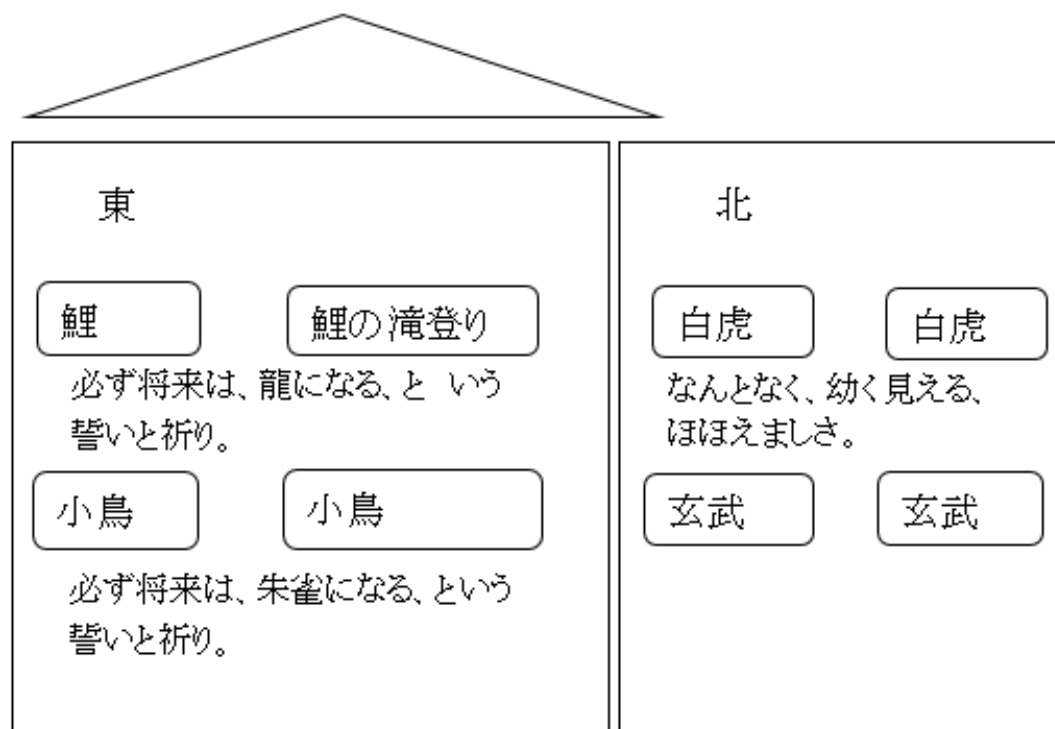 東
鯉 鯉の滝登り
必ず将来は、龍になる、と いう
誓いと祈り。
小鳥 小鳥
必ず将来は、朱雀になる、という
誓いと祈り。
北
白虎 白虎
なんとなく、幼く見える、
ほほえましさ。
玄武 玄武